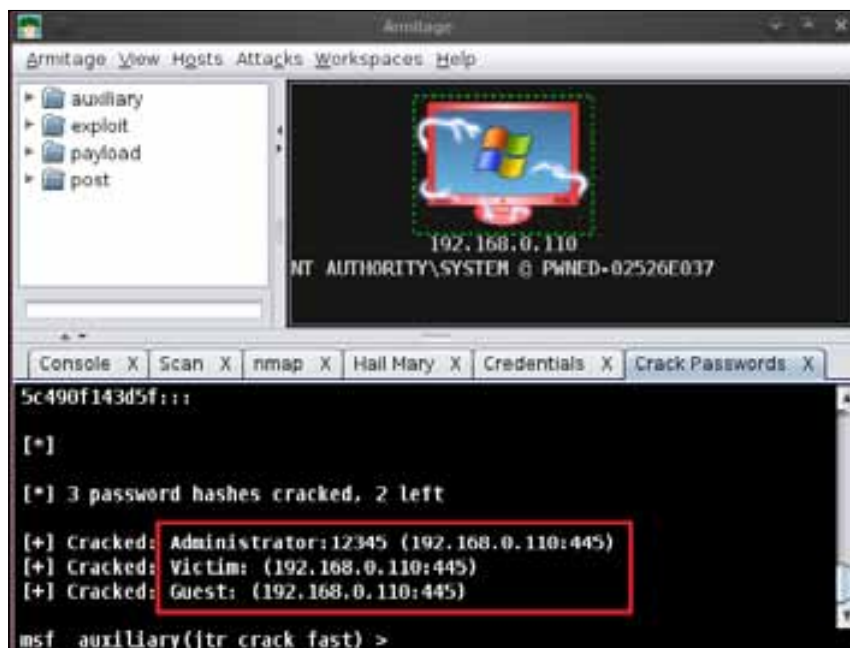 Armitage
Armitage View Hosts Attacks Workspaces Help
auxiliary
exploit
payload
post
192.168.0.110
NT AUTHORITY\SYSTEM @ PWNED-02526E037
Console X Scan X nmap X Hail Mary X Credentials X Crack Passwords X
5c490f143d5f:::
[*]
[*] 3 password hashes cracked, 2 left
[+] Cracked: Administrator:12345 (192.168.0.110:445)
[+] Cracked: Victim: (192.168.0.110:445)
[+] Cracked: Guest: (192.168.0.110:445)
msf auxiliary(jtr_crack_fast) >